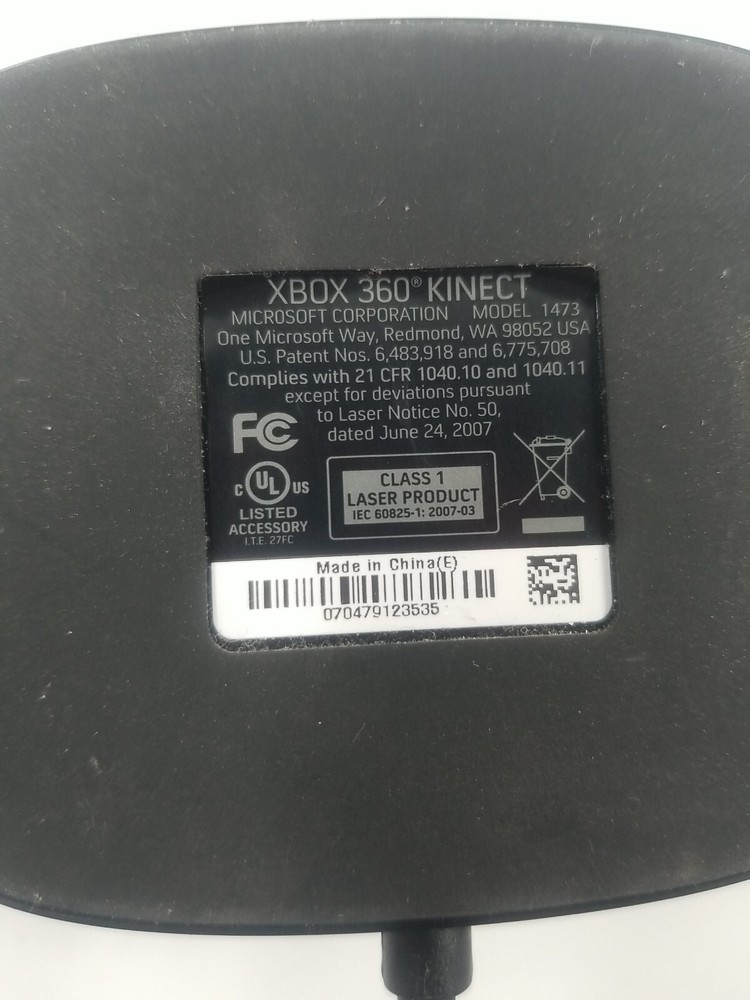 XBOX 360® KINECT
MICROSOFT CORPORATION MODEL 1473
One Microsoft Way, Redmond, WA 98052 USA
U.S. Patent Nos. 6,483,918 and 6,775,708
Complies with 21 CFR 1040.10 and 1040.11
except for deviations pursuant
to Laser Notice No. 50,
dated June 24, 2007
FC
C UL US
LISTED
ACCESSORY
I.T.E. 27FC
CLASS 1
LASER PRODUCT
IEC 60825-1: 2007-03
Made in China(E)
070479123535